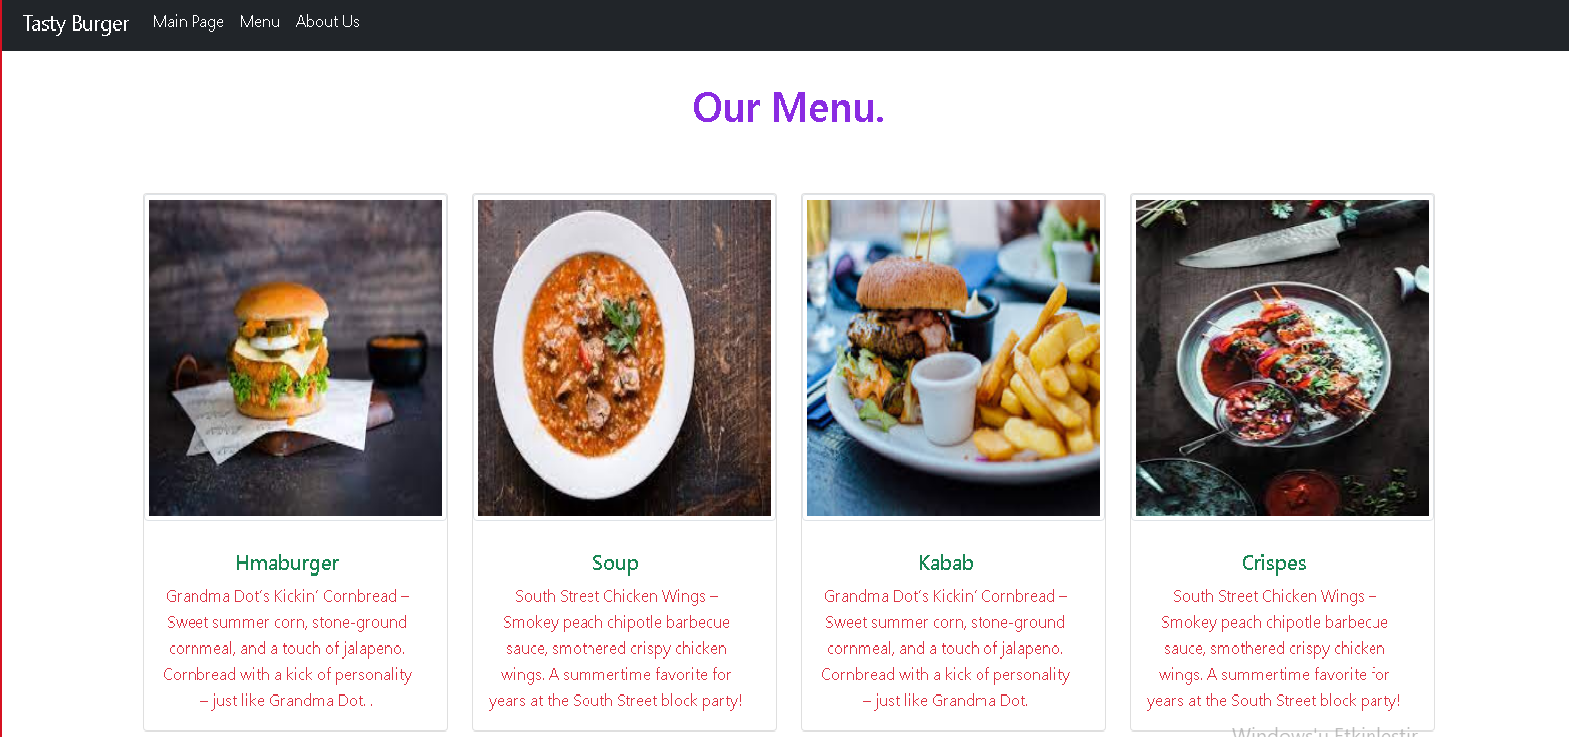 Tasty Burger Main Page Menu About Us
Our Menu.
Hmaburger
Grandma Dot's Kickin' Cornbread –
Sweet summer corn, stone-ground
cornmeal, and a touch of jalapeno.
Cornbread with a kick of personality
– just like Grandma Dot. .
Soup
South Street Chicken Wings –
Smokey peach chipotle barbecue
sauce, smothered crispy chicken
wings. A summertime favorite for
years at the South Street block party!
Kabab
Grandma Dot's Kickin' Cornbread –
Sweet summer corn, stone-ground
cornmeal, and a touch of jalapeno.
Cornbread with a kick of personality
– just like Grandma Dot.
Crispes
South Street Chicken Wings –
Smokey peach chipotle barbecue
sauce, smothered crispy chicken
wings. A summertime favorite for
years at the South Street block party!
Windows'u Etkinleştir